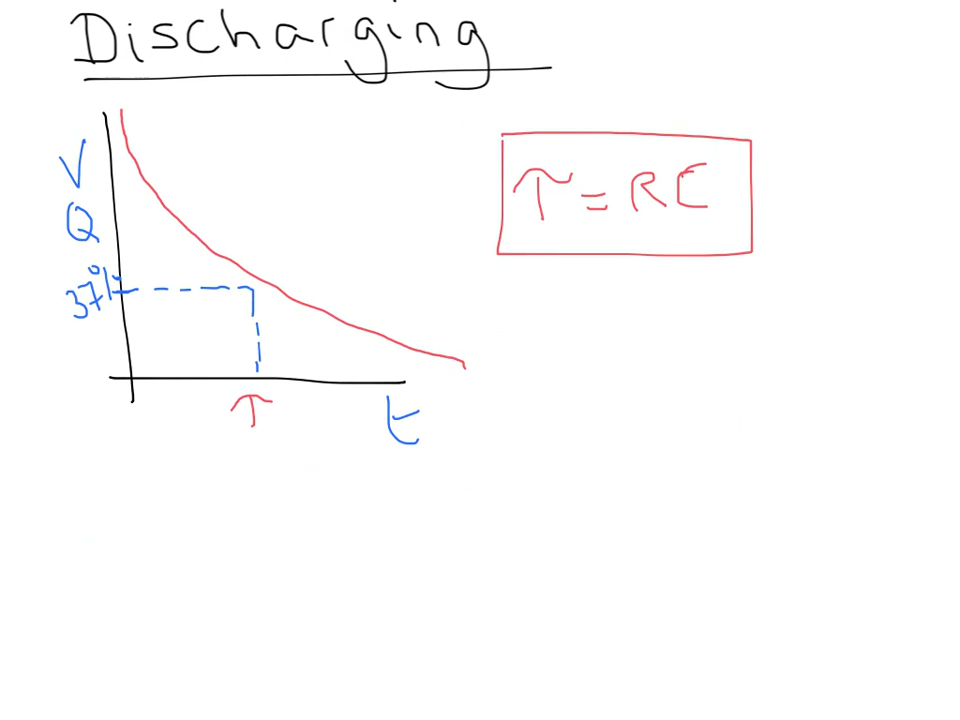 Discharging
V
Q
37%
τ = RC
τ
t